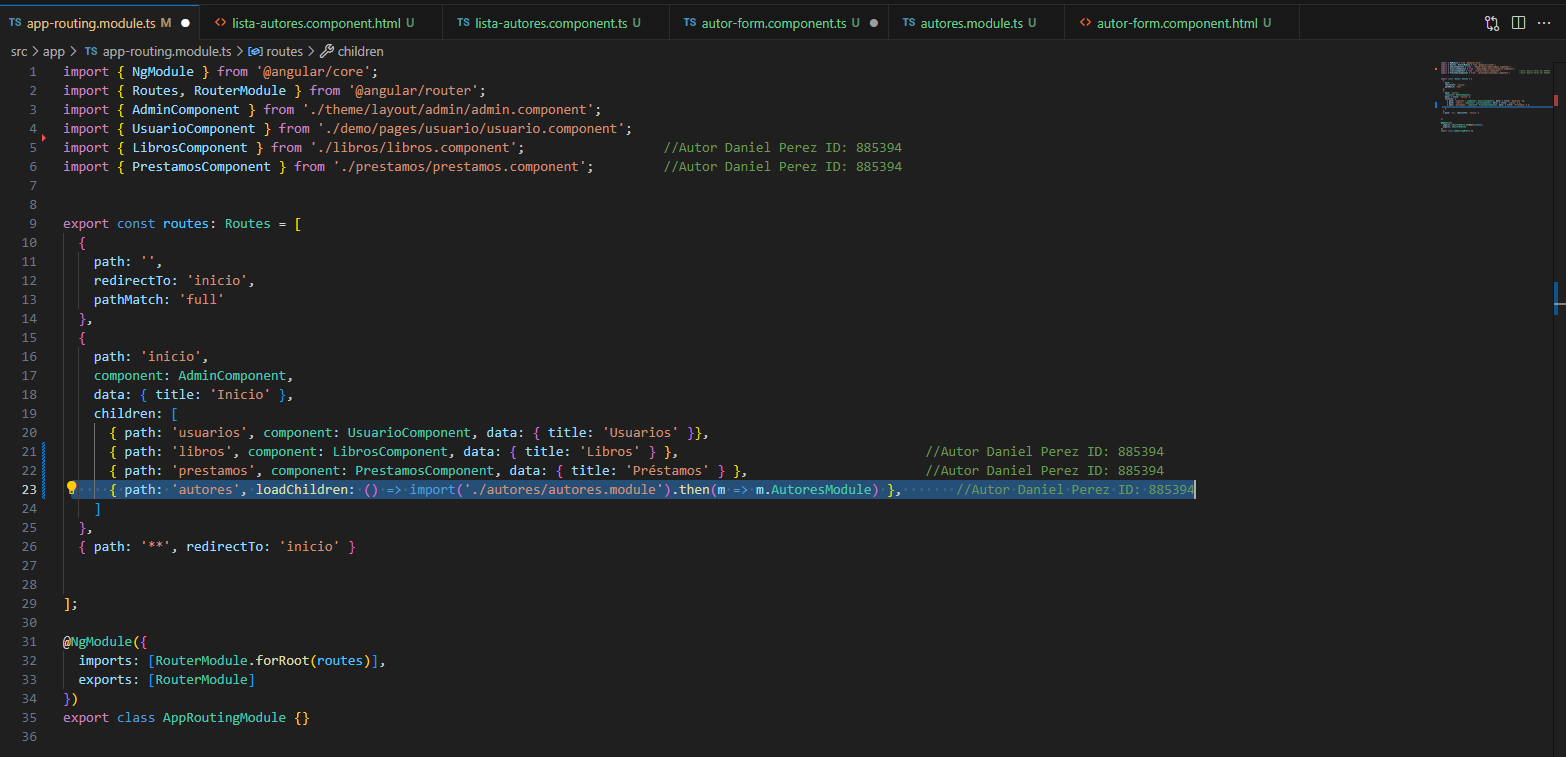 TS app-routing.module.ts M ● <> lista-autores.component.html U TS lista-autores.component.ts U TS autor-form.component.ts U ● TS autores.module.ts U <> autor-form.component.html U ...
src > app > TS app-routing.module.ts > routes > children
1 import { NgModule } from '@angular/core';
2 import { Routes, RouterModule } from '@angular/router';
3 import { AdminComponent } from './theme/layout/admin/admin.component';
4 import { UsuarioComponent } from './demo/pages/usuario/usuario.component';
5 import { LibrosComponent } from './libros/libros.component'; //Autor Daniel Perez ID: 885394
6 import { PrestamosComponent } from './prestamos/prestamos.component'; //Autor Daniel Perez ID: 885394
7
8
9 export const routes: Routes = [
10 {
11 path: '',
12 redirectTo: 'inicio',
13 pathMatch: 'full'
14 },
15 {
16 path: 'inicio',
17 component: AdminComponent,
18 data: { title: 'Inicio' },
19 children: [
20 { path: 'usuarios', component: UsuarioComponent, data: { title: 'Usuarios' }},
21 { path: 'libros', component: LibrosComponent, data: { title: 'Libros' } }, //Autor Daniel Perez ID: 885394
22 { path: 'prestamos', component: PrestamosComponent, data: { title: 'Préstamos' } }, //Autor Daniel Perez ID: 885394
23 { path: 'autores', loadChildren: () => import('./autores/autores.module').then(m => m.AutoresModule) }, //Autor Daniel Perez ID: 885394
24 ]
25 },
26 { path: '**', redirectTo: 'inicio' }
27
28
29 ];
30
31 @NgModule({
32 imports: [RouterModule.forRoot(routes)],
33 exports: [RouterModule]
34 })
35 export class AppRoutingModule {}
36